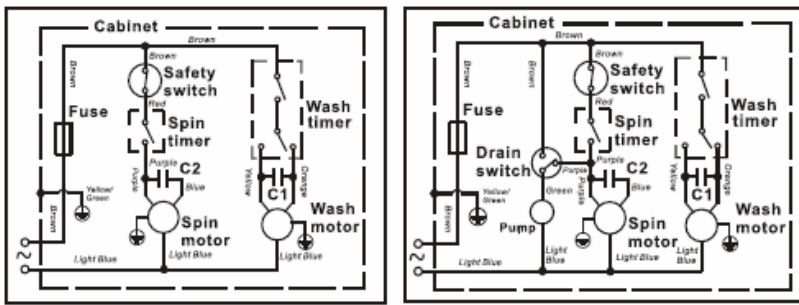 Cabinet
Brown
Brown
Safety
switch
Brown
Fuse
Red
Spin
timer
Wash
timer
Purple
C2
Purple
Blue
Yellow
C1
Orange
Yellow/
Green
Brown
Spin
motor
Wash
motor
Light Blue
Light Blue
Light Blue
Cabinet
Brown
Brown
Brown
Safety
switch
Fuse
Red
Spin
timer
Wash
timer
Drain
switch
Purple
C2
Purple
Purple
Blue
Yellow
C1
Orange
Yellow/
Green
Green
Brown
Pump
Spin
motor
Wash
motor
Light
Blue
Light
Blue
Light
Blue
Light Blue